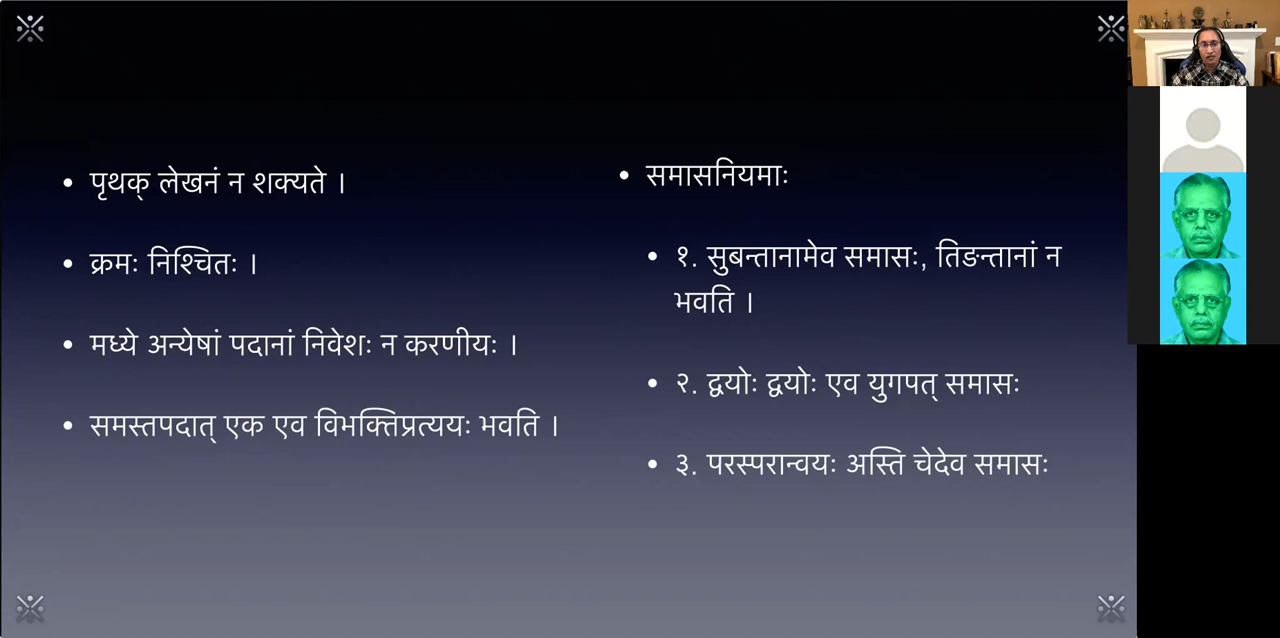 • पृथक् लेखनं न शक्यते ।
• क्रमः निश्चितः ।
• मध्ये अन्येषां पदानां निवेशः न करणीयः ।
• समस्तपदात् एक एव विभक्तिप्रत्ययः भवति ।
• समासनियमाः
• १. सुबन्तानामेव समासः, तिङन्तानां न
भवति ।
• २. द्वयोः द्वयोः एव युगपत् समासः
• ३. परस्परान्वयः अस्ति चेदेव समासः